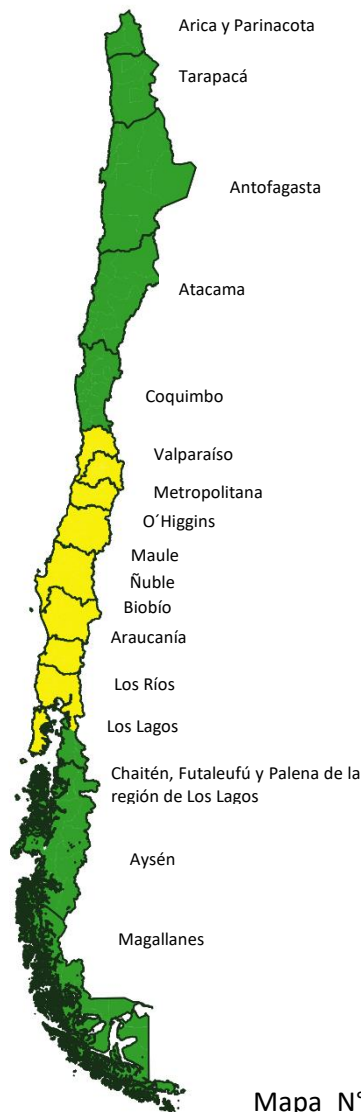 Arica y Parinacota
Tarapacá
Antofagasta
Atacama
Coquimbo
Valparaíso
Metropolitana
O´Higgins
Maule
Ñuble
Biobío
Araucanía
Los Ríos
Los Lagos
Chaitén, Futaleufú y Palena de la
región de Los Lagos
Aysén
Magallanes
Mapa N°